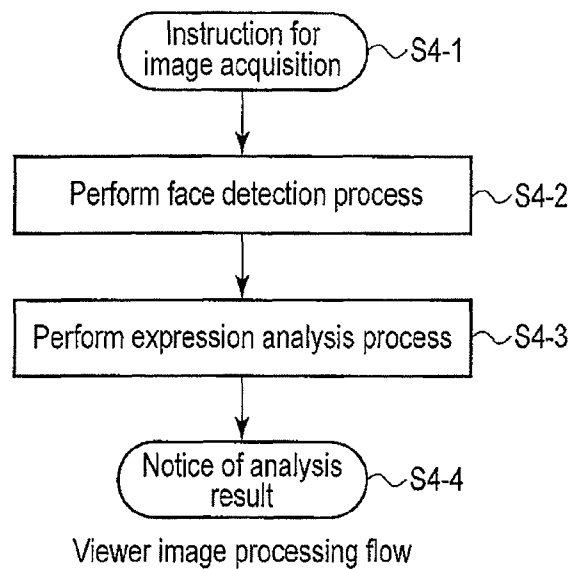 Instruction for
image acquisition
S4-1
Perform face detection process
S4-2
Perform expression analysis process
S4-3
Notice of analysis
result
S4-4
Viewer image processing flow